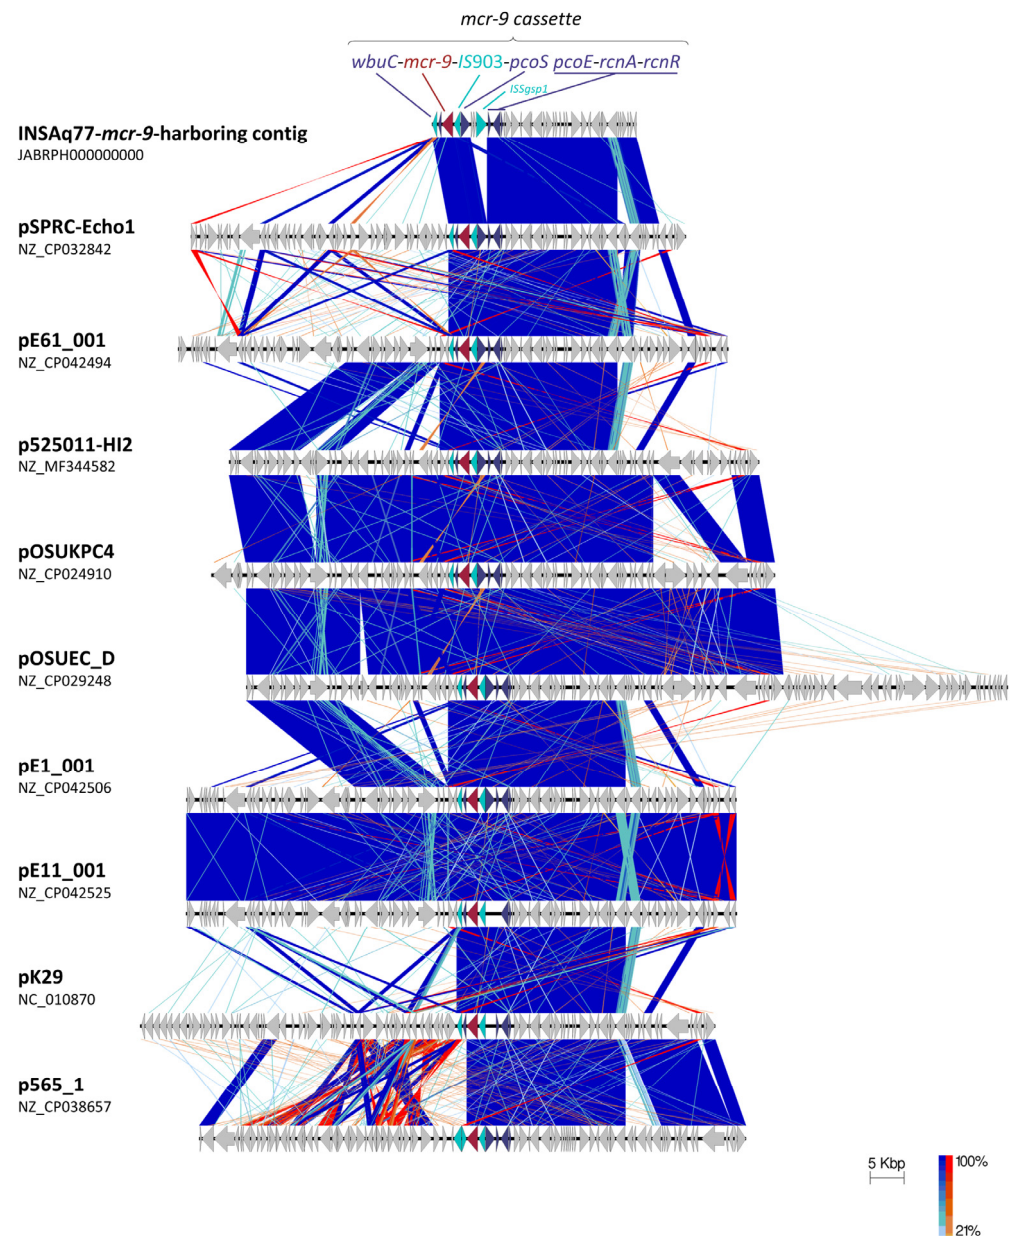 mcr-9 cassette
wbuC-mcr-9-IS903-pcoS pcoE-rcnA-rcnR
ISSgsp1
INSAq77-mcr-9-harboring contig
JABRPH000000000
pSPRC-Echo1
NZ_CP032842
pE61_001
NZ_CP042494
p525011-HI2
NZ_MF344582
pOSUKPC4
NZ_CP024910
pOSUEC_D
NZ_CP029248
pE1_001
NZ_CP042506
pE11_001
NZ_CP042525
pK29
NC_010870
p565_1
NZ_CP038657
5 Kbp
100%
21%